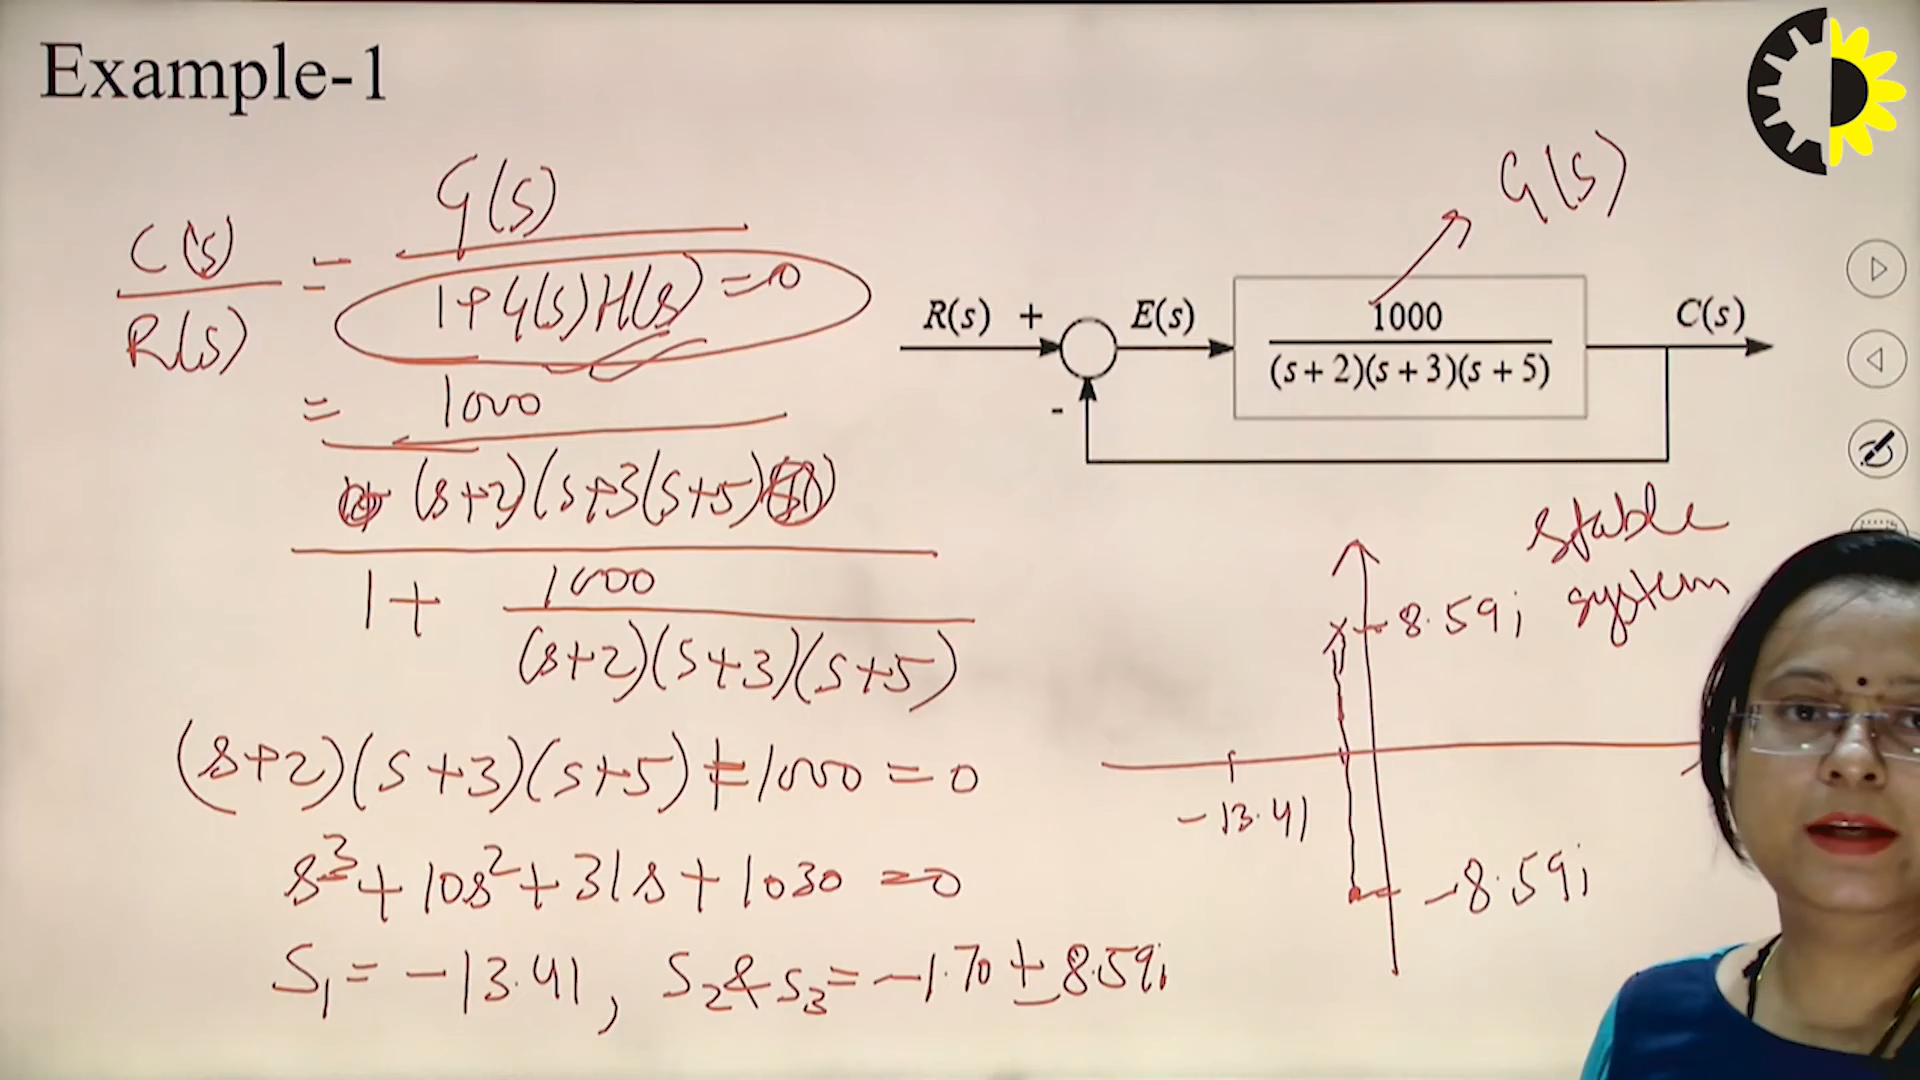 Example-1
C(s)/R(s) = G(s)/(1+G(s)H(s)) =0
= 1000
(s+2)(s+3(s+5)
1+ 1000
(s+2)(s+3)(s+5)
(s+2)(s+3)(s+5)+1000=0
s³+10s²+31s+1030=0
S₁=-13.41, S₂&S₃=-1.70±8.59i
G(s)
R(s) + E(s) 1000 C(s)
(s+2)(s+3)(s+5)
-
stable
system
8.59i
-13.41
-8.59i